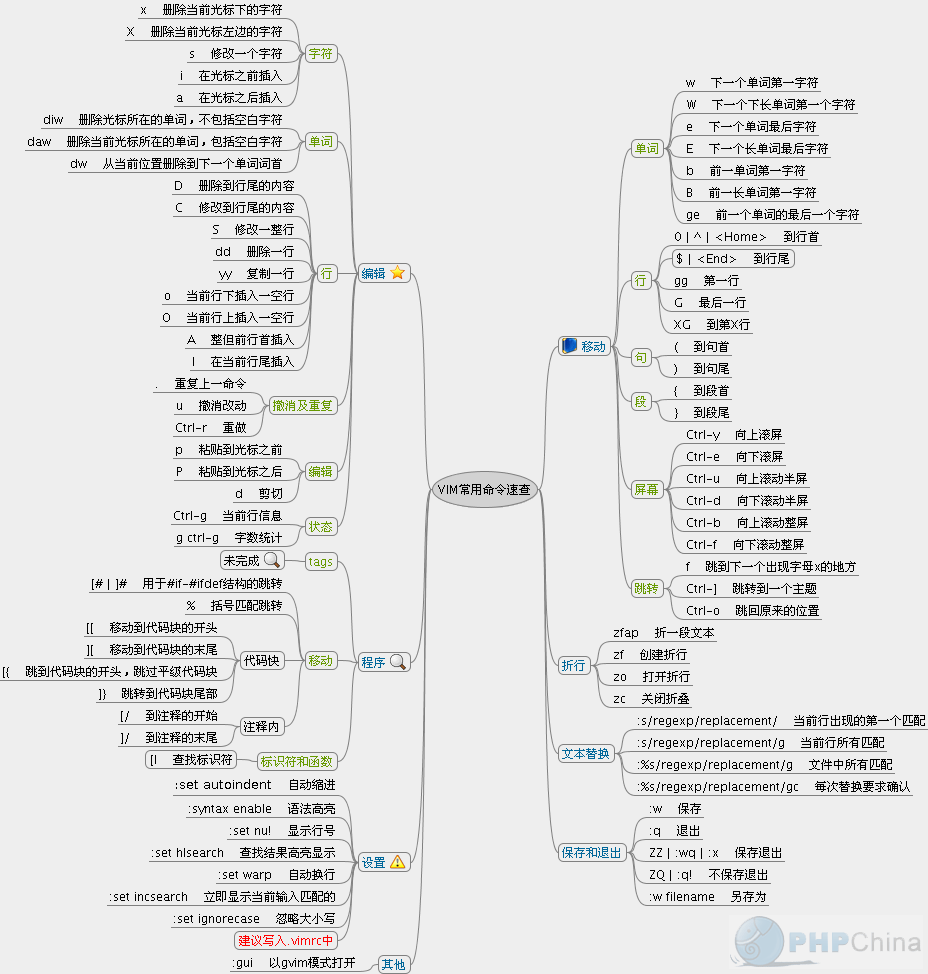 VIM常用命令速查
编辑
字符
x 删除当前光标下的字符
X 删除当前光标左边的字符
s 修改一个字符
i 在光标之前插入
a 在光标之后插入
单词
diw 删除光标所在的单词，不包括空白字符
daw 删除当前光标所在的单词，包括空白字符
dw 从当前位置删除到下一个单词词首
行
D 删除到行尾的内容
C 修改到行尾的内容
S 修改一整行
dd 删除一行
yy 复制一行
o 当前行下插入一空行
O 当前行上插入一空行
A 整但前行首插入
I 在当前行尾插入
撤消及重复
. 重复上一命令
u 撤消改动
Ctrl-r 重做
编辑
p 粘贴到光标之前
P 粘贴到光标之后
d 剪切
状态
Ctrl-g 当前行信息
g ctrl-g 字数统计
程序
tags
未完成
移动
[# | ]# 用于#if-#ifdef结构的跳转
% 括号匹配跳转
代码快
[[ 移动到代码块的开头
][ 移动到代码块的末尾
[{ 跳到代码块的开头，跳过平级代码块
]} 跳转到代码块尾部
注释内
[/ 到注释的开始
]/ 到注释的末尾
标识符和函数
[I 查找标识符
设置
:set autoindent 自动缩进
:syntax enable 语法高亮
:set nu! 显示行号
:set hlsearch 查找结果高亮显示
:set warp 自动换行
:set incsearch 立即显示当前输入匹配的
:set ignorecase 忽略大小写
建议写入.vimrc中
其他
:gui 以gvim模式打开
移动
单词
w 下一个单词第一字符
W 下一个下长单词第一个字符
e 下一个单词最后字符
E 下一个长单词最后字符
b 前一单词第一字符
B 前一长单词第一字符
ge 前一个单词的最后一个字符
行
0 | ^ | <Home> 到行首
$ | <End> 到行尾
gg 第一行
G 最后一行
XG 到第X行
句
( 到句首
) 到句尾
段
{ 到段首
} 到段尾
屏幕
Ctrl-y 向上滚屏
Ctrl-e 向下滚屏
Ctrl-u 向上滚动半屏
Ctrl-d 向下滚动半屏
Ctrl-b 向上滚动整屏
Ctrl-f 向下滚动整屏
跳转
f 跳到下一个出现字母x的地方
Ctrl-] 跳转到一个主题
Ctrl-o 跳回原来的位置
折行
zfap 折一段文本
zf 创建折行
zo 打开折行
zc 关闭折叠
文本替换
:s/regexp/replacement/ 当前行出现的第一个匹配
:s/regexp/replacement/g 当前行所有匹配
:%s/regexp/replacement/g 文件中所有匹配
:%s/regexp/replacement/gc 每次替换要求确认
保存和退出
:w 保存
:q 退出
ZZ | :wq | :x 保存退出
ZQ | :q! 不保存退出
:w filename 另存为
PHPChina